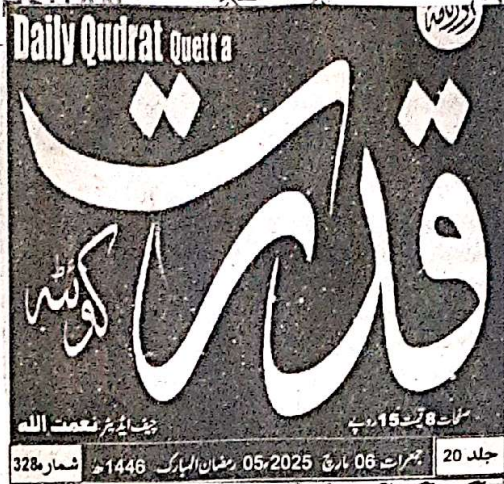 روزنامہ
Daily Qudrat Quetta
قدرت
کوئٹہ
صفحات 8 قیمت 15 روپے
چیف ایڈیٹر نعمت اللہ
جلد 20
جمعرات 06 مارچ 2025ء 05 رمضان المبارک 1446ھ
شمارہ 328